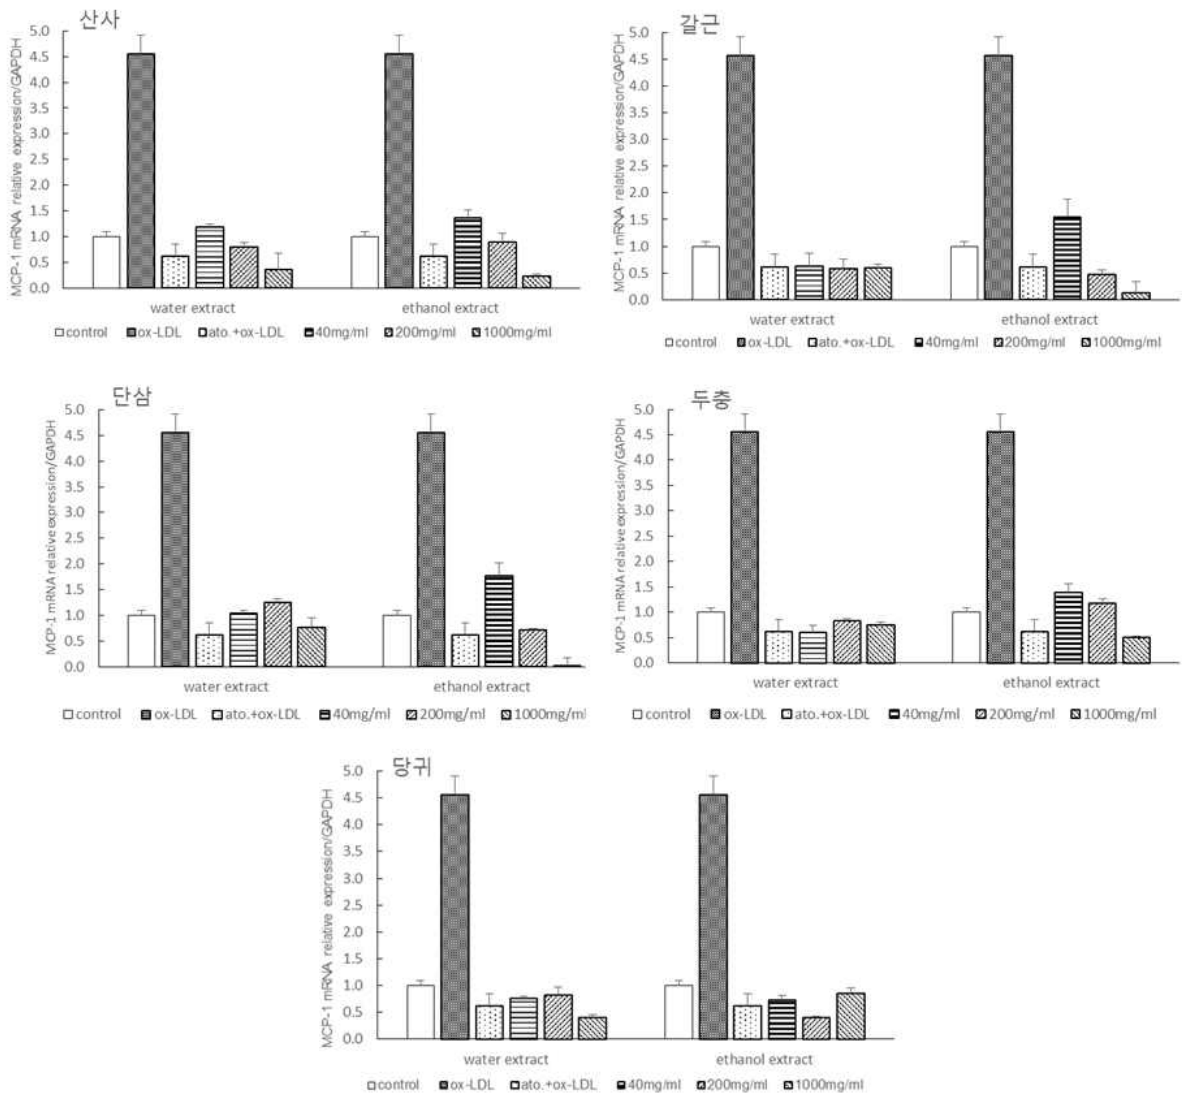 산사
MCP-1 mRNA relative expression/GAPDH
5.0
4.5
4.0
3.5
3.0
2.5
2.0
1.5
1.0
0.5
0.0
water extract ethanol extract
control ox-LDL ato.+ox-LDL 40mg/ml 200mg/ml 1000mg/ml
갈근
MCP-1 mRNA relative expression/GAPDH
5.0
4.5
4.0
3.5
3.0
2.5
2.0
1.5
1.0
0.5
0.0
water extract ethanol extract
control ox-LDL ato.+ox-LDL 40mg/ml 200mg/ml 1000mg/ml
단삼
MCP-1 mRNA relative expression/GAPDH
5.0
4.5
4.0
3.5
3.0
2.5
2.0
1.5
1.0
0.5
0.0
water extract ethanol extract
control ox-LDL ato.+ox-LDL 40mg/ml 200mg/ml 1000mg/ml
두충
MCP-1 mRNA relative expression/GAPDH
5.0
4.5
4.0
3.5
3.0
2.5
2.0
1.5
1.0
0.5
0.0
water extract ethanol extract
control ox-LDL ato.+ox-LDL 40mg/ml 200mg/ml 1000mg/ml
당귀
MCP-1 mRNA relative expression/GAPDH
5.0
4.5
4.0
3.5
3.0
2.5
2.0
1.5
1.0
0.5
0.0
water extract ethanol extract
control ox-LDL ato.+ox-LDL 40mg/ml 200mg/ml 1000mg/ml